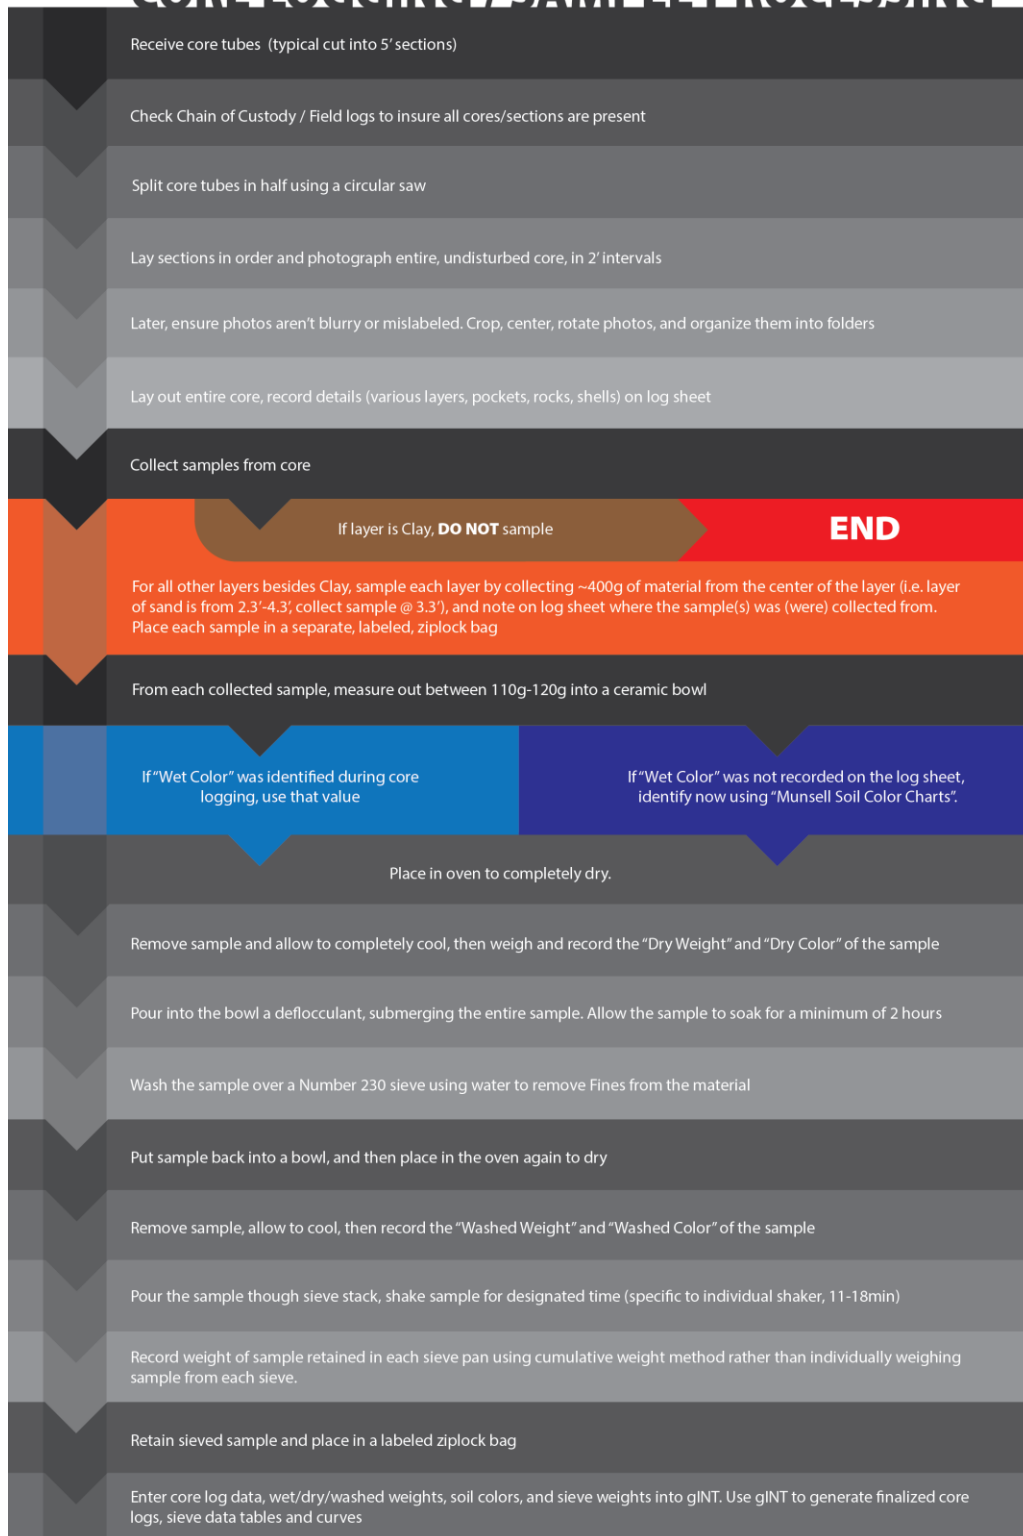 CORE LOGGING / SAMPLE PROCESSING
Receive core tubes (typical cut into 5' sections)
Check Chain of Custody / Field logs to insure all cores/sections are present
Split core tubes in half using a circular saw
Lay sections in order and photograph entire, undisturbed core, in 2' intervals
Later, ensure photos aren't blurry or mislabeled. Crop, center, rotate photos, and organize them into folders
Lay out entire core, record details (various layers, pockets, rocks, shells) on log sheet
Collect samples from core
If layer is Clay, DO NOT sample
END
For all other layers besides Clay, sample each layer by collecting ~400g of material from the center of the layer (i.e. layer
of sand is from 2.3'-4.3', collect sample @ 3.3'), and note on log sheet where the sample(s) was (were) collected from.
Place each sample in a separate, labeled, ziplock bag
From each collected sample, measure out between 110g-120g into a ceramic bowl
If "Wet Color" was identified during core
logging, use that value
If "Wet Color" was not recorded on the log sheet,
identify now using "Munsell Soil Color Charts".
Place in oven to completely dry.
Remove sample and allow to completely cool, then weigh and record the "Dry Weight" and "Dry Color" of the sample
Pour into the bowl a deflocculant, submerging the entire sample. Allow the sample to soak for a minimum of 2 hours
Wash the sample over a Number 230 sieve using water to remove Fines from the material
Put sample back into a bowl, and then place in the oven again to dry
Remove sample, allow to cool, then record the "Washed Weight" and "Washed Color" of the sample
Pour the sample though sieve stack, shake sample for designated time (specific to individual shaker, 11-18min)
Record weight of sample retained in each sieve pan using cumulative weight method rather than individually weighing
sample from each sieve.
Retain sieved sample and place in a labeled ziplock bag
Enter core log data, wet/dry/washed weights, soil colors, and sieve weights into gINT. Use gINT to generate finalized core
logs, sieve data tables and curves